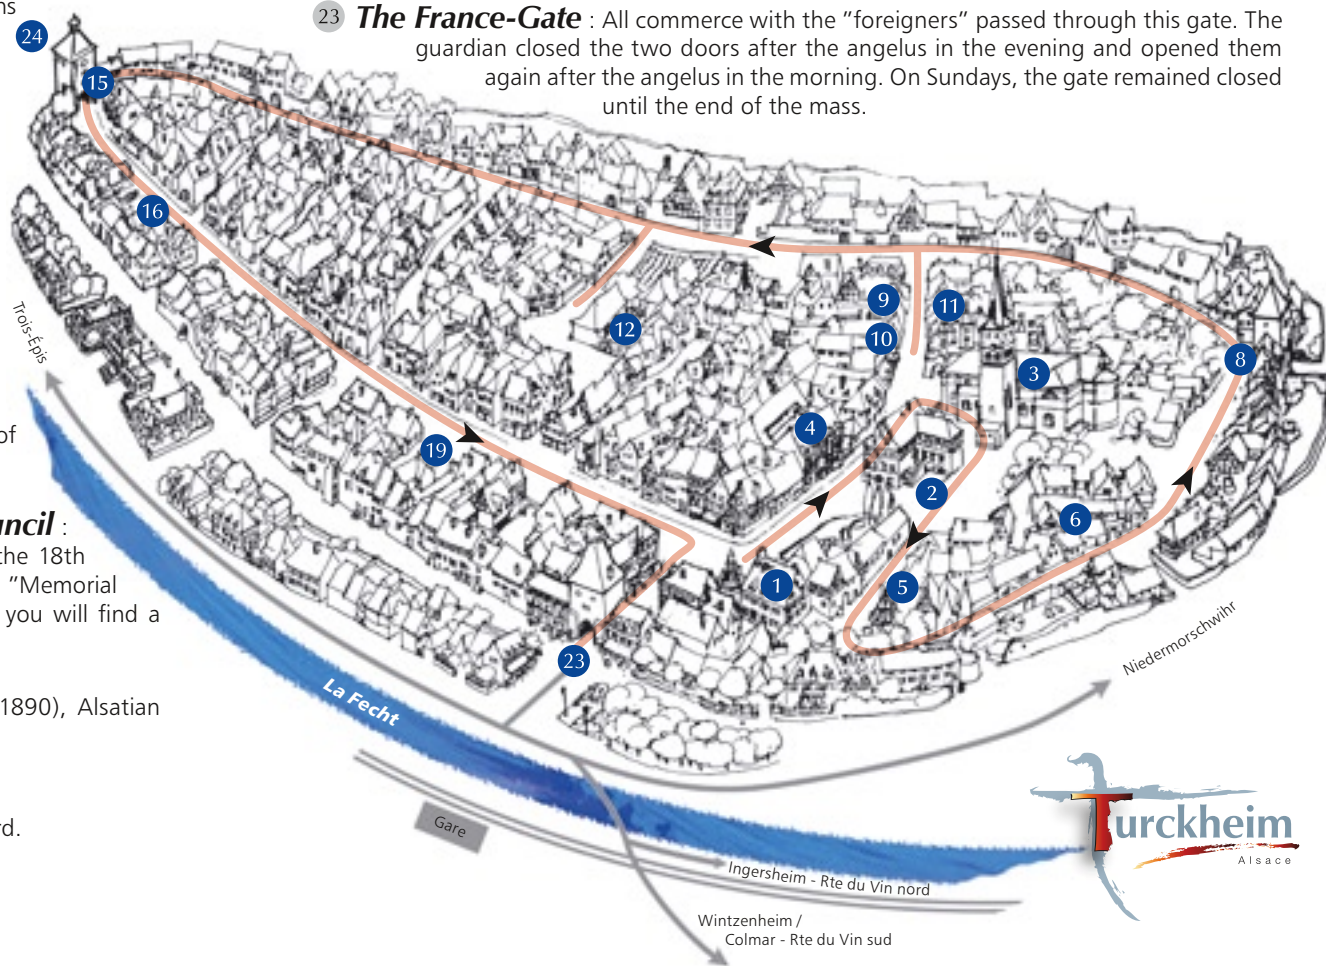 ns
24
23 The France-Gate : All commerce with the "foreigners" passed through this gate. The
guardian closed the two doors after the angelus in the evening and opened them
again after the angelus in the morning. On Sundays, the gate remained closed
until the end of the mass.
15
16
9
11
12
10
8
3
Trois-Épis
4
of
19
2
6
uncil :
the 18th
"Memorial
you will find a
1
5
23
Niedermorschwihr
La Fecht
1890), Alsatian
Gare
rd.
Turckheim
Alsace
Ingersheim - Rte du Vin nord
Wintzenheim /
Colmar - Rte du Vin sud